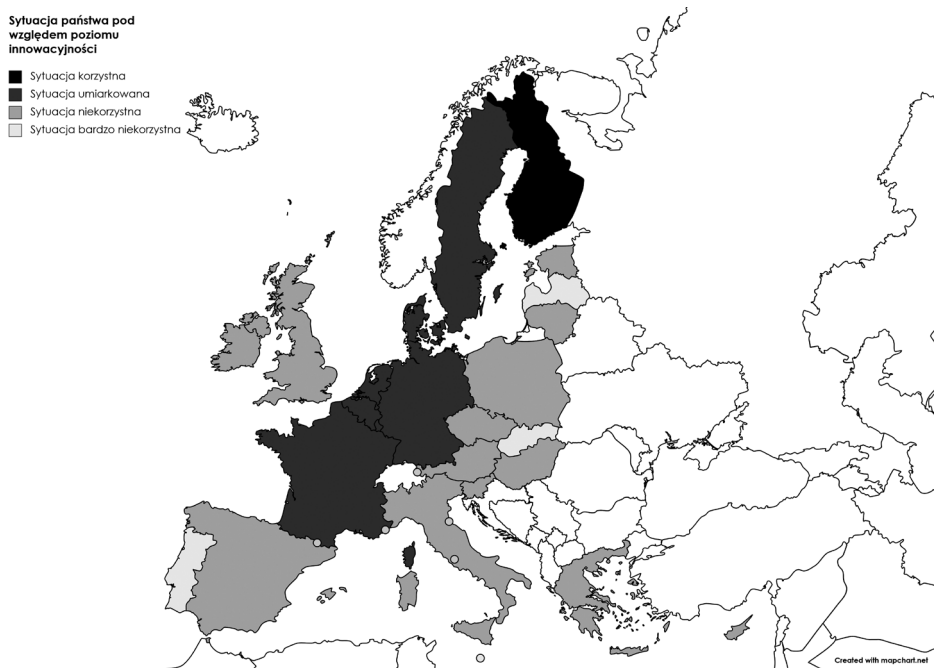 Sytuacja państwa pod
względem poziomu
innowacyjności
Sytuacja korzystna
Sytuacja umiarkowana
Sytuacja niekorzystna
Sytuacja bardzo niekorzystna
Created with mapchart.net